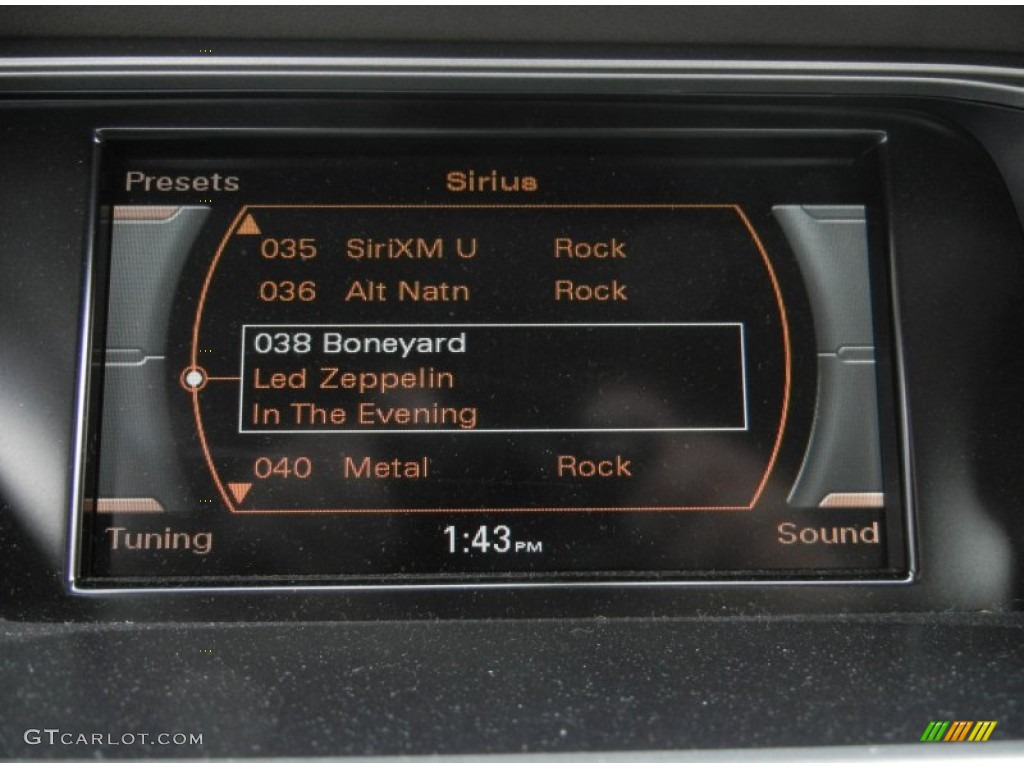 Presets Sirius
035 SiriXM U Rock
036 Alt Natn Rock
038 Boneyard
Led Zeppelin
In The Evening
040 Metal Rock
Tuning 1:43PM Sound
GTcarlot.com